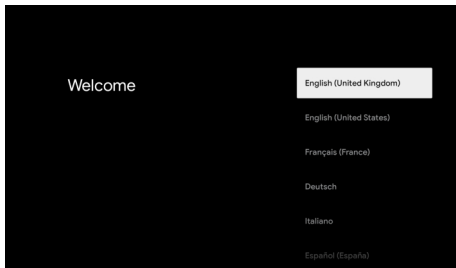 Welcome
English (United Kingdom)
English (United States)
Français (France)
Deutsch
Italiano
Español (España)